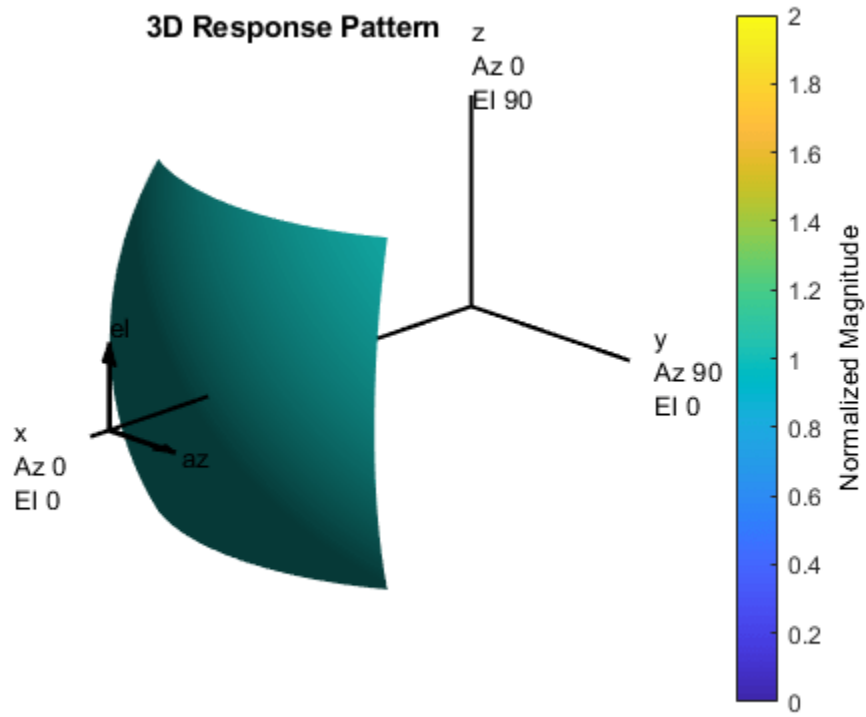 3D Response Pattern
z
Az 0
El 90
el
x
Az 0
El 0
az
y
Az 90
El 0
2
1.8
1.6
1.4
1.2
1
0.8
0.6
0.4
0.2
0
Normalized Magnitude